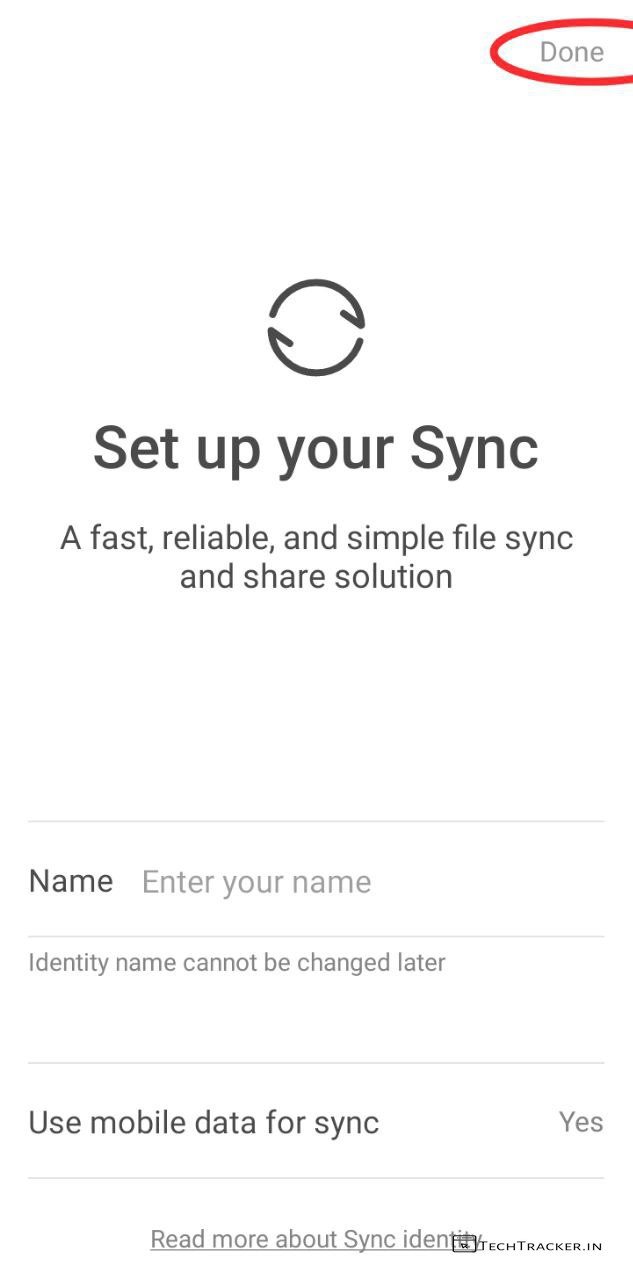 Done
Set up your Sync
A fast, reliable, and simple file sync
and share solution
Name Enter your name
Identity name cannot be changed later
Use mobile data for sync Yes
Read more about Sync identity
TECHTRACKER.IN